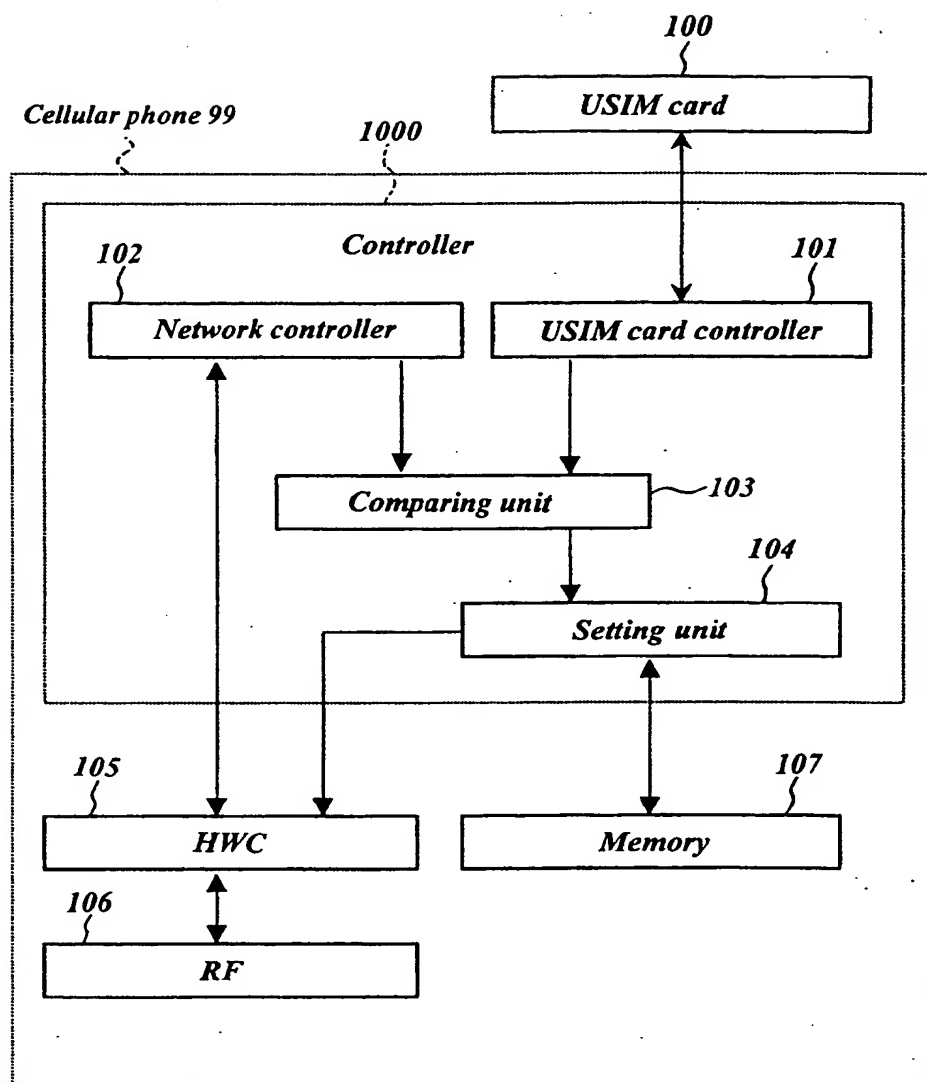 100
USIM card
Cellular phone 99
1000
Controller
102
101
Network controller
USIM card controller
Comparing unit
103
104
Setting unit
105
107
HWC
Memory
106
RF